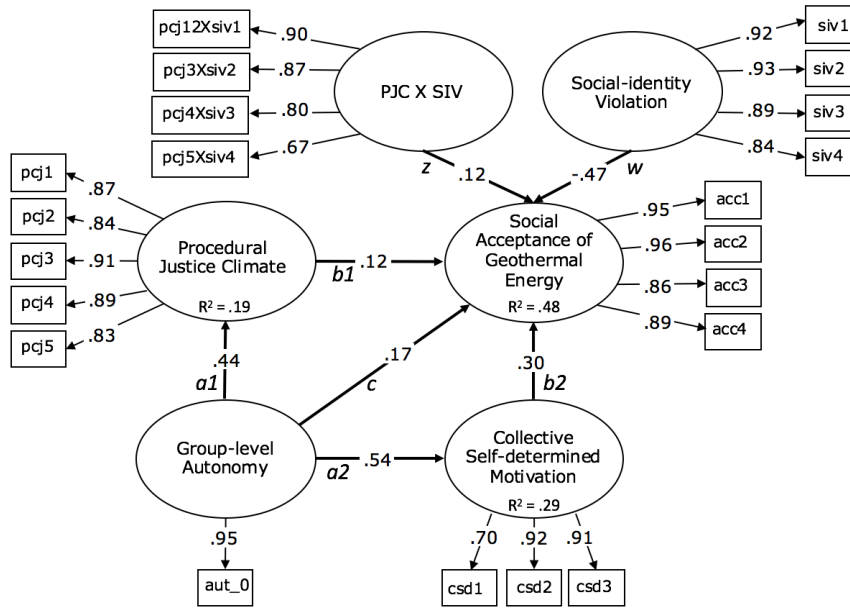 pcj12Xsiv1
.90
pcj3Xsiv2
.87
pcj4Xsiv3
.80
pcj5Xsiv4
.67
PJC X SIV
z
.12
Social-identity
Violation
w
-.47
.92
siv1
.93
siv2
.89
siv3
.84
siv4
pcj1
.87
pcj2
.84
pcj3
.91
pcj4
.89
pcj5
.83
Procedural
Justice Climate
R² = .19
b1
.12
Social
Acceptance of
Geothermal
Energy
R² = .48
.95
acc1
.96
acc2
.86
acc3
.89
acc4
.44
a1
.17
c
.30
b2
Group-level
Autonomy
a2
.54
Collective
Self-determined
Motivation
R² = .29
.95
aut_0
.70
.92
.91
csd1
csd2
csd3